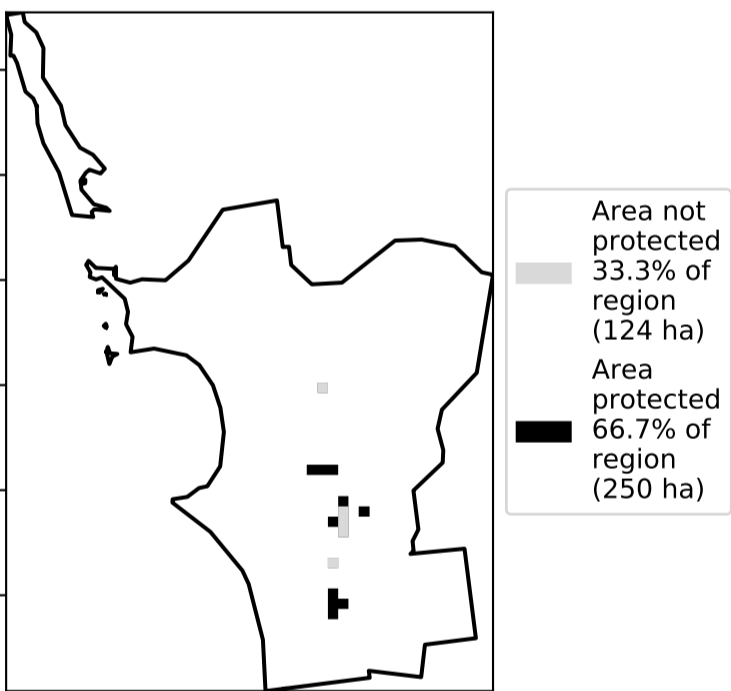 Area not
protected
33.3% of
region
(124 ha)
Area
protected
66.7% of
region
(250 ha)